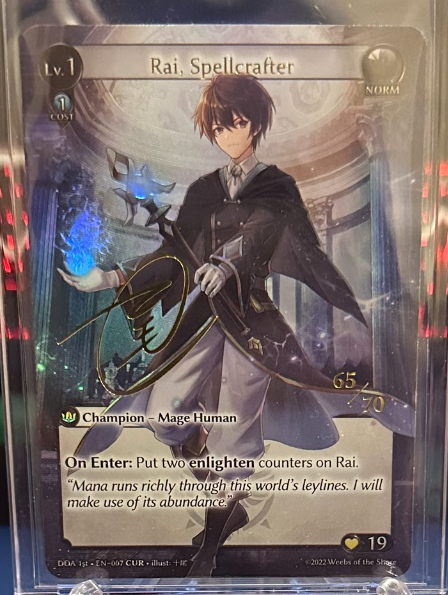 Lv. 1
Rai, Spellcrafter
NORM
1
COST
65/70
Champion – Mage Human
On Enter: Put two enlighten counters on Rai.
“Mana runs richly through this world's leylines. I will
make use of its abundance.”
19
DOA 1st • EN-007 CUR • illust: 十尾
©2022 Weebs of the Shore